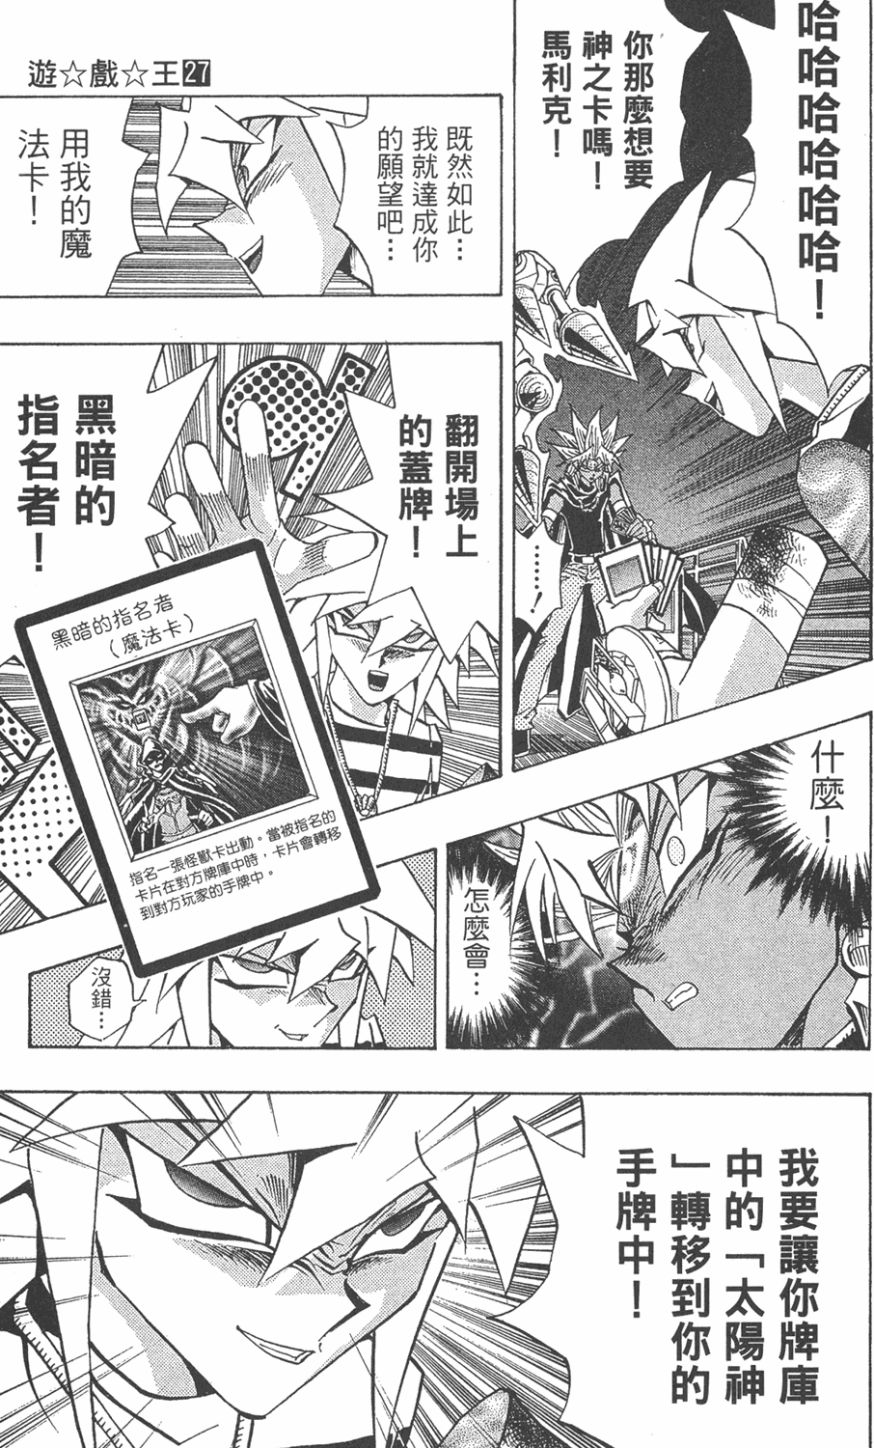 遊☆戲☆王27
哈哈哈哈哈哈！
你那麼想要
神之卡嗎！
馬利克！
……！
既然如此…
我就達成你
的願望吧…
用我的魔
法卡！
翻開場上
的蓋牌！
黑暗的
指名者！
黑暗的指名者
（魔法卡）
指名一張怪獸卡出動。當被指名的
卡片在對方牌庫中時，卡片會轉移
到對方玩家的手牌中。
什麼！
怎麼會…
沒錯…
我要讓你牌庫
中的「太陽神
」轉移到你的
手牌中！